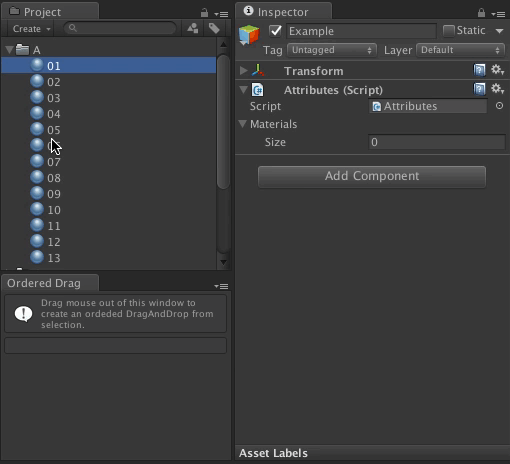 Project
Create
A
01
02
03
04
05
07
08
09
10
11
12
13
Ordered Drag
Drag mouse out of this window to
create an ordeded DragAndDrop from
selection.
Inspector
Example
Static
Tag Untagged Layer Default
Transform
Attributes (Script)
Script Attributes
Materials
Size 0
Add Component
Asset Labels